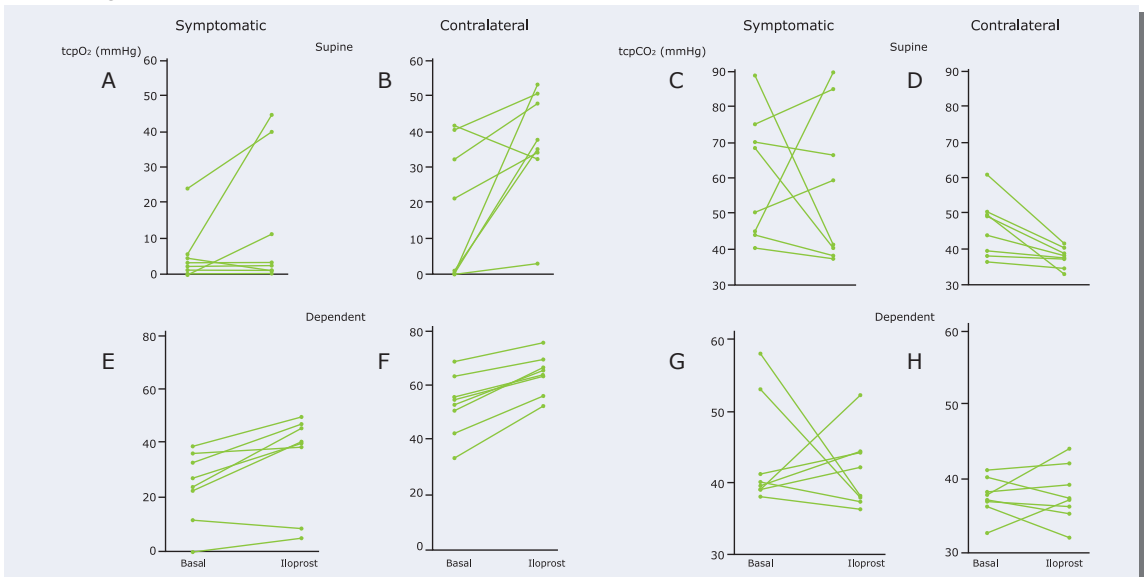 Symptomatic Contralateral Symptomatic Contralateral
tcpO₂ (mmHg) Supine tcpCO₂ (mmHg) Supine
A B C D
60 60 90 90
50 50 80 80
40 40 70 70
30 30 60 60
20 20 50 50
10 10 40 40
0 0 30 30
Dependent Dependent
E F G H
80 80 60 60
60 60 50 50
40 40 40 40
20 20 30 30
0 0
Basal Iloprost Basal Iloprost Basal Iloprost Basal Iloprost